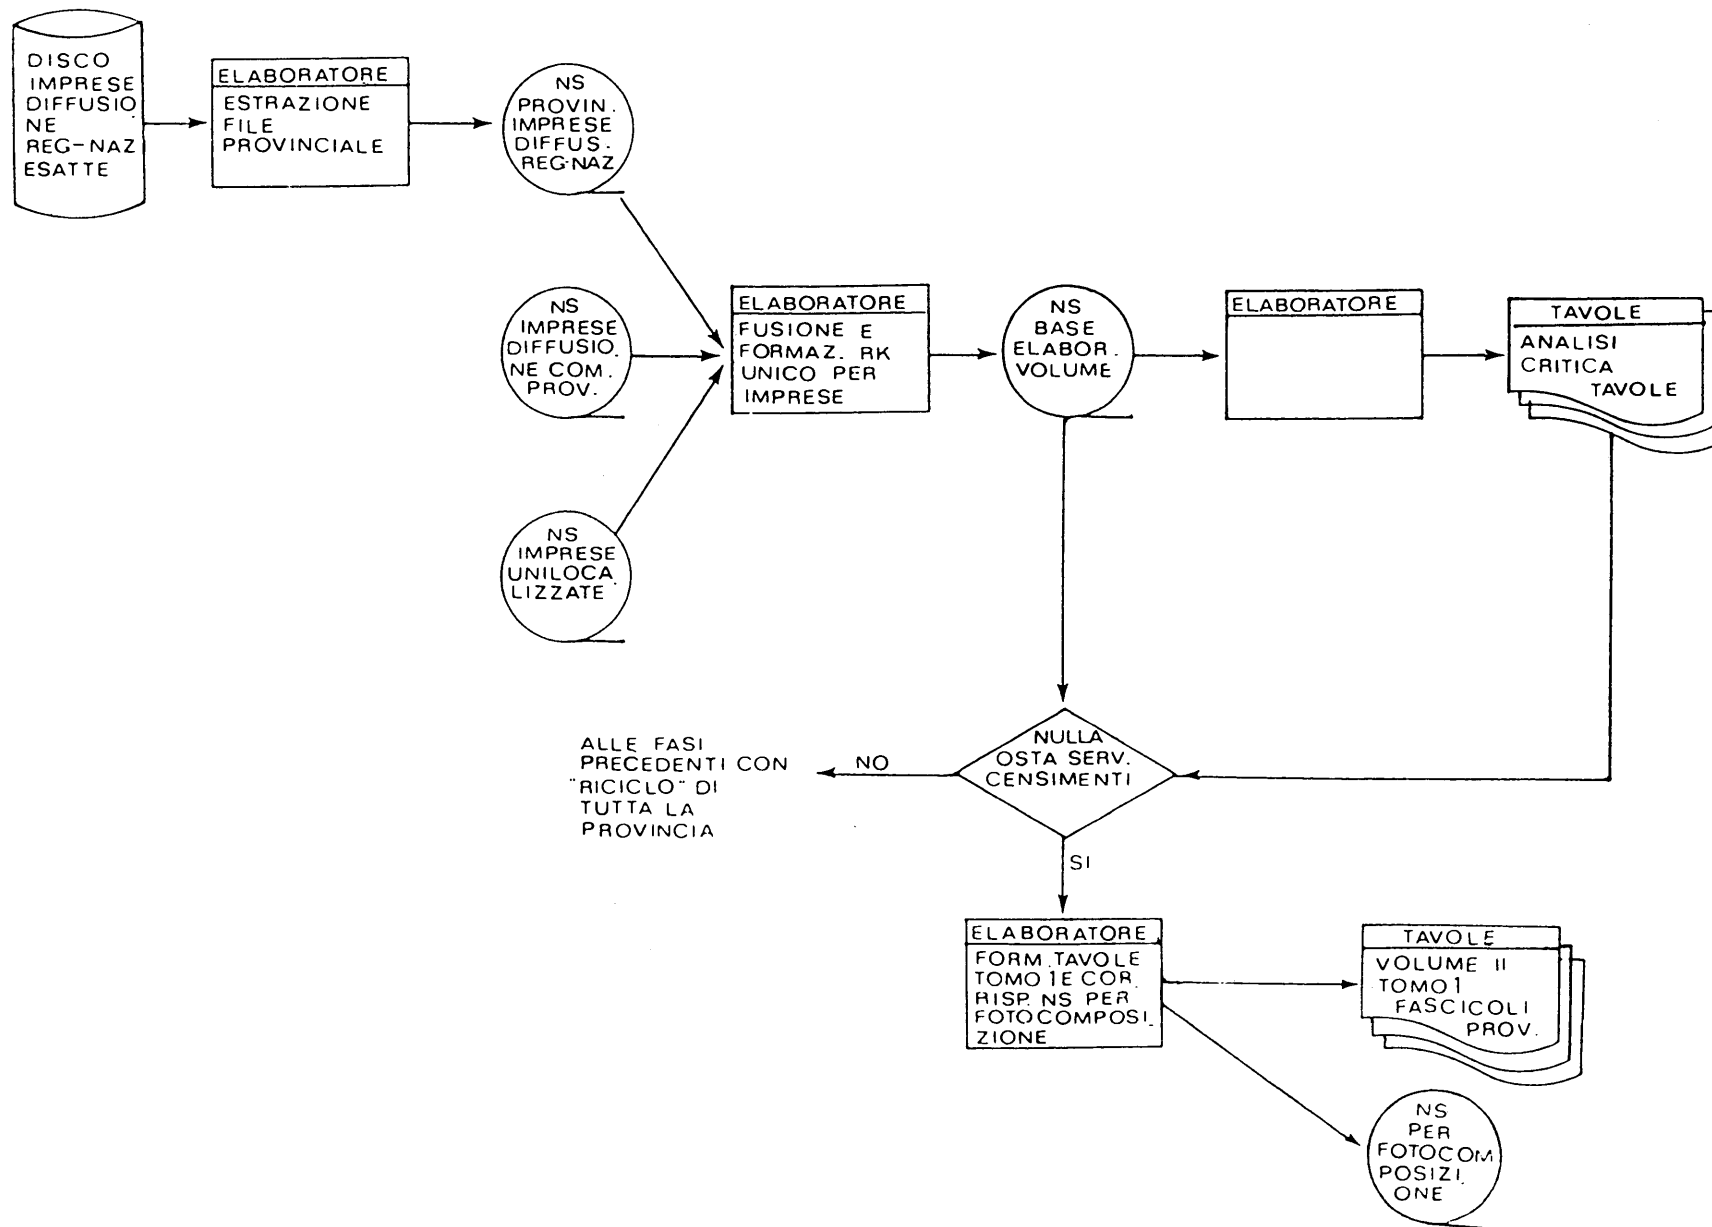 DISCO
IMPRESE
DIFFUSIO.
NE
REG-NAZ
ESATTE
ELABORATORE
ESTRAZIONE
FILE
PROVINCIALE
NS
PROVIN.
IMPRESE
DIFFUS.
REG-NAZ
NS
IMPRESE
DIFFUSIO.
NE COM.
PROV.
NS
IMPRESE
UNILOCA.
LIZZATE
ELABORATORE
FUSIONE E
FORMAZ. RK
UNICO PER
IMPRESE
NS
BASE
ELABOR.
VOLUME
ELABORATORE
TAVOLE
ANALISI
CRITICA
TAVOLE
NULLA
OSTA SERV.
CENSIMENTI
NO
ALLE FASI
PRECEDENTI CON
"RICICLO" DI
TUTTA LA
PROVINCIA
SI
ELABORATORE
FORM. TAVOLE
TOMO 1 E COR.
RISP. NS PER
FOTOCOMPOSI.
ZIONE
TAVOLE
VOLUME II
TOMO 1
FASCICOLI
PROV.
NS
PER
FOTOCOM
POSIZI.
ONE